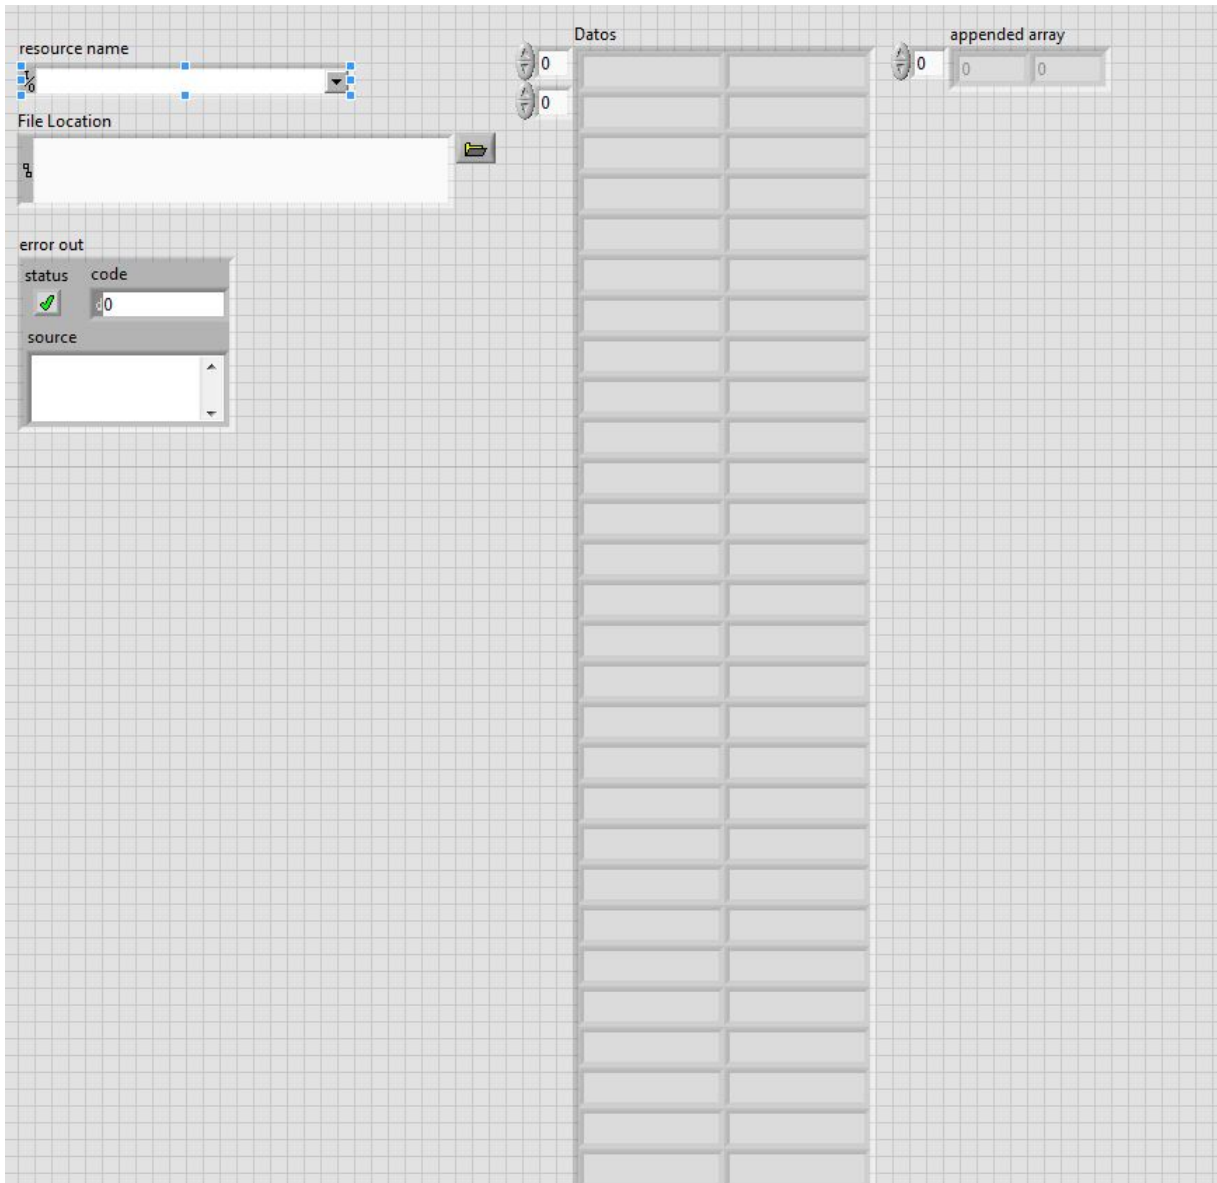 resource name
File Location
error out
status code
0
source
Datos
0
0
appended array
0 0 0